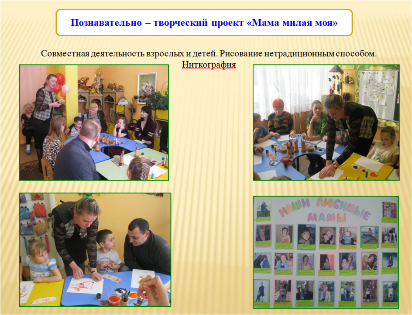 Познавательно – творческий проект «Мама милая моя»
Совместная деятельность взрослых и детей. Рисование нетрадиционным способом.
Ниткография
НАШИ ЛЮБИМЫЕ
МАМЫ